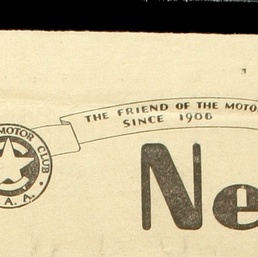 THE FRIEND OF THE MOTO
SINCE 1906
MOTOR CLUB
A. A.
Ne